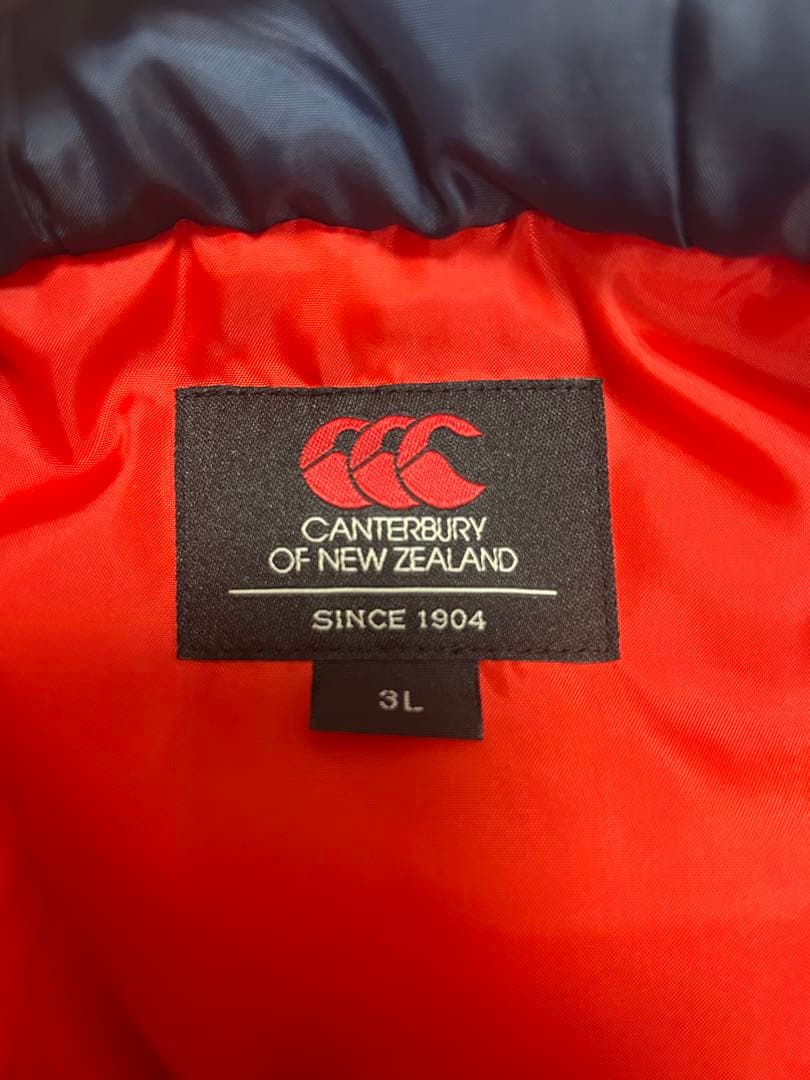 CANTERBURY
OF NEW ZEALAND
SINCE 1904
3L